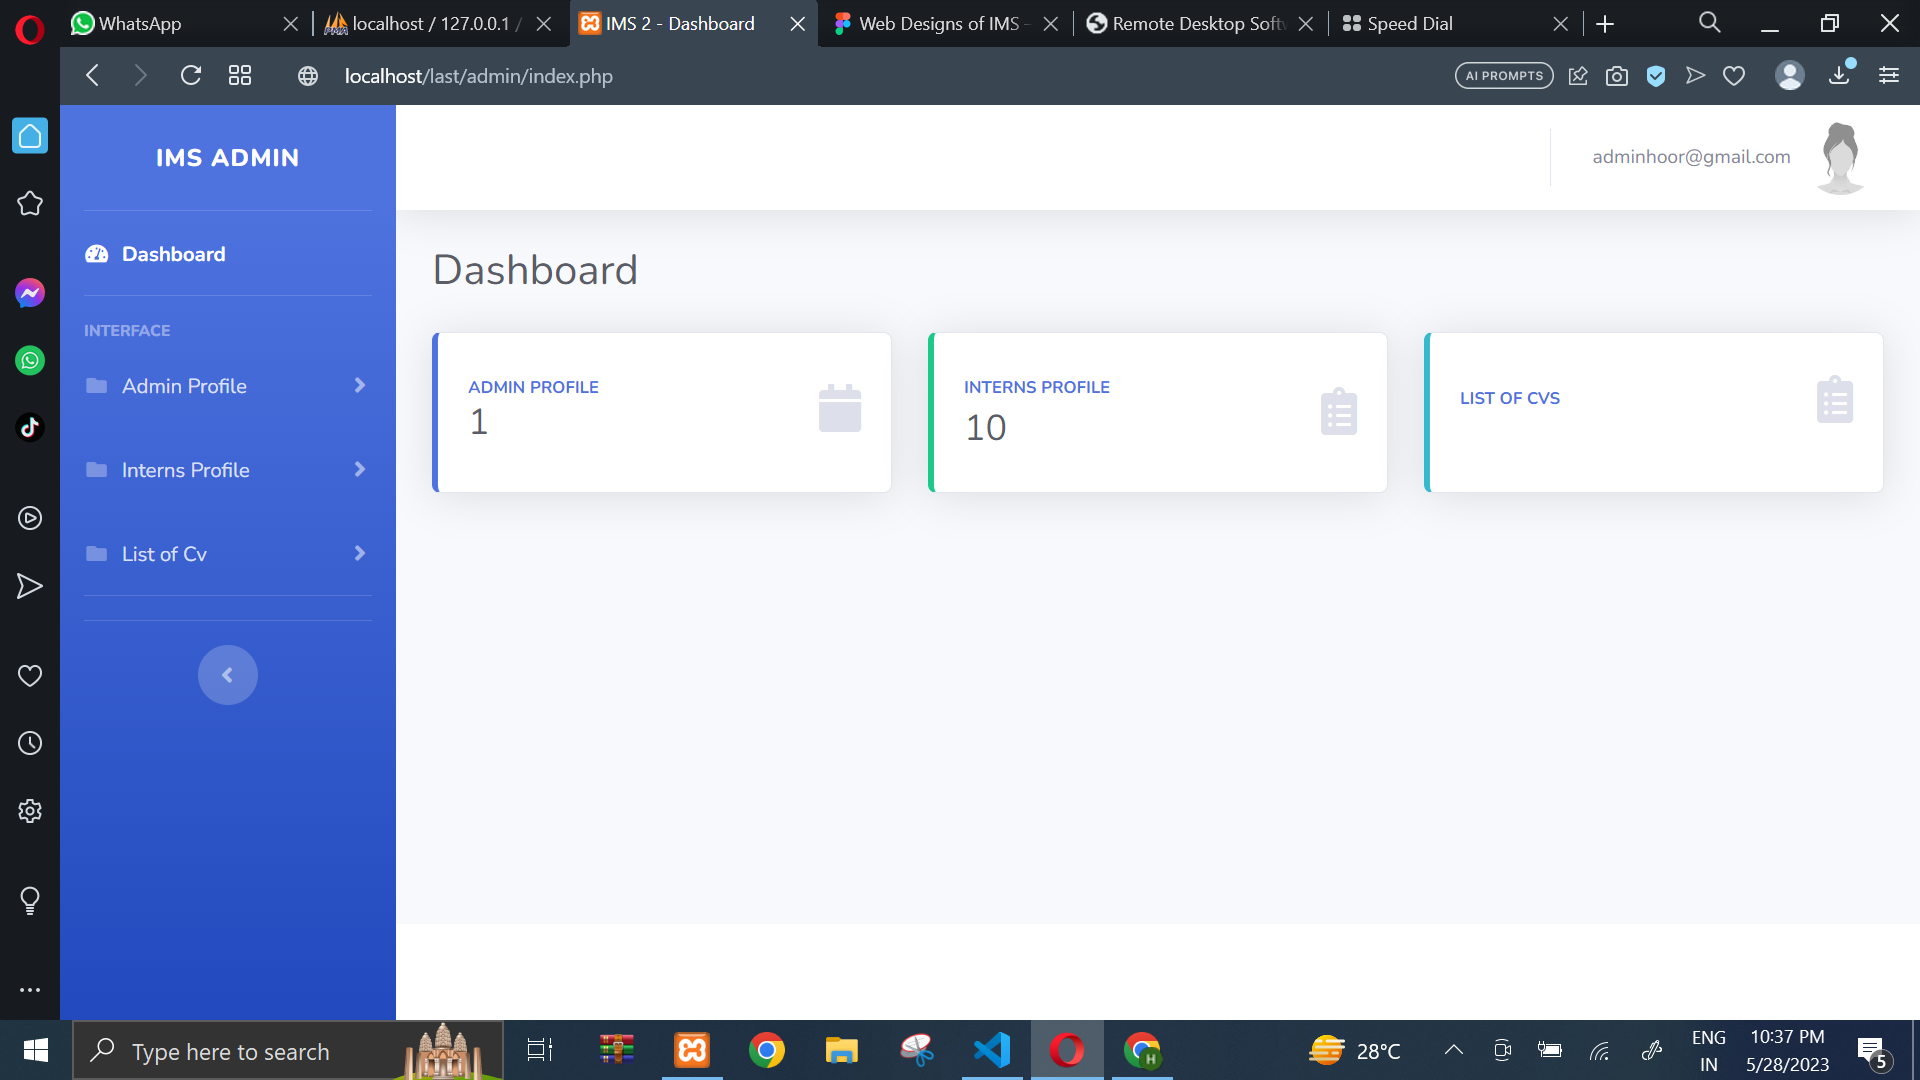 WhatsApp
localhost / 127.0.0.1 /
IMS 2 - Dashboard
Web Designs of IMS -
Remote Desktop Softw
Speed Dial
localhost/last/admin/index.php
AI PROMPTS
IMS ADMIN
adminhoor@gmail.com
Dashboard
INTERFACE
Admin Profile
Interns Profile
List of Cv
Dashboard
ADMIN PROFILE
1
INTERNS PROFILE
10
LIST OF CVS
Type here to search
H
28°C
ENG
IN
10:37 PM
5/28/2023
5